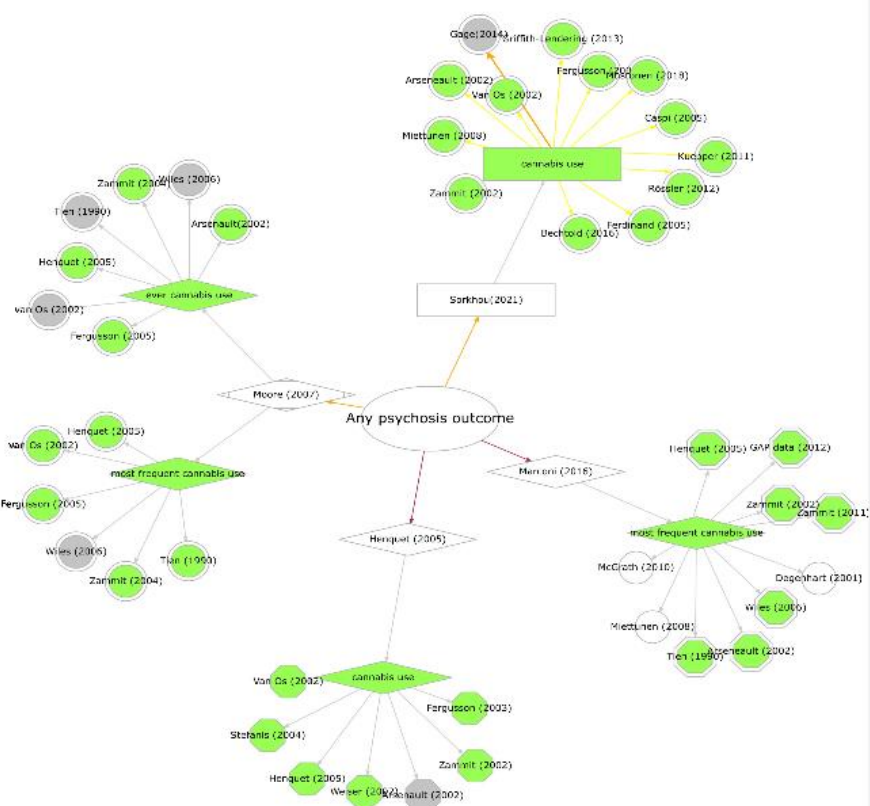 Gage(2014)
Griffith-Lendering (2013)
Fergusson (200
Mustonen (2018)
Arseneault (2002)
Van Os (2002)
Caspi (2005)
Miettunen (2008)
Kuepper (2011)
cannabis use
Zammit (2002)
Rössler (2012)
Bechtold (2016)
Ferdinand (2005)
Zammit (2004)
Wiles (2006)
Tien (1990)
Arsenault(2002)
Henquet (2005)
ever cannabis use
van Os (2002)
Fergusson (2005)
Sarkhou(2021)
Moore (2007)
Any psychosis outcome
Henquet (2005)
van Os (2002)
most frequent cannabis use
Fergusson (2005)
Wiles (2006)
Zammit (2004)
Tien (1990)
Marconi (2016)
Henquet (2005)
GAP data (2012)
Zammit (2002)
Zammit (2011)
most frequent cannabis use
McGrath (2010)
Degenhart (2001)
Wiles (2006)
Miettunen (2008)
Tien (1990)
Arseneault (2002)
Henquet (2005)
cannabis use
Van Os (2002)
Fergusson (2003)
Stefanis (2004)
Zammit (2002)
Henquet (2005)
Weiser (2002)
Arsenault (2002)